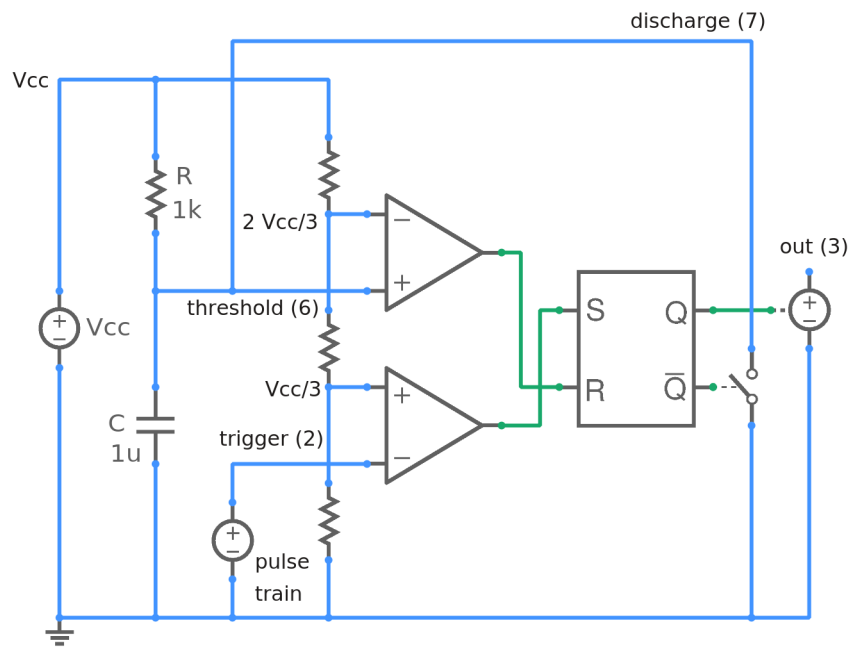 discharge (7)
Vcc
R
1k
2 Vcc/3
−
+
out (3)
threshold (6)
S
Q
+
−
Vcc
+
−
Vcc/3
R
Q̅
+
C
1u
trigger (2)
−
+
−
pulse
train